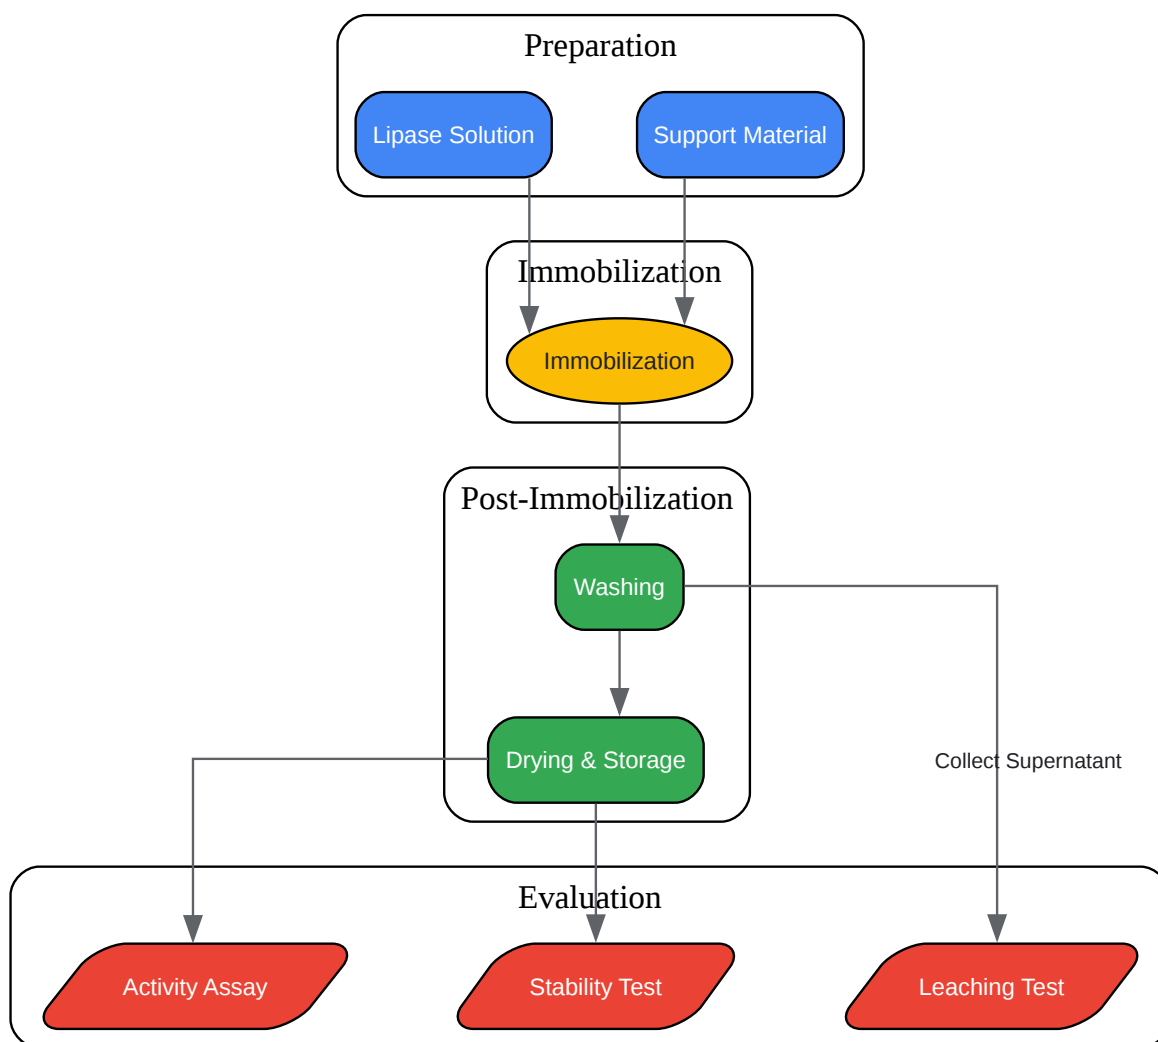 Preparation
Lipase Solution
Support Material
Immobilization
Immobilization
Post-Immobilization
Washing
Drying & Storage
Collect Supernatant
Evaluation
Activity Assay
Stability Test
Leaching Test